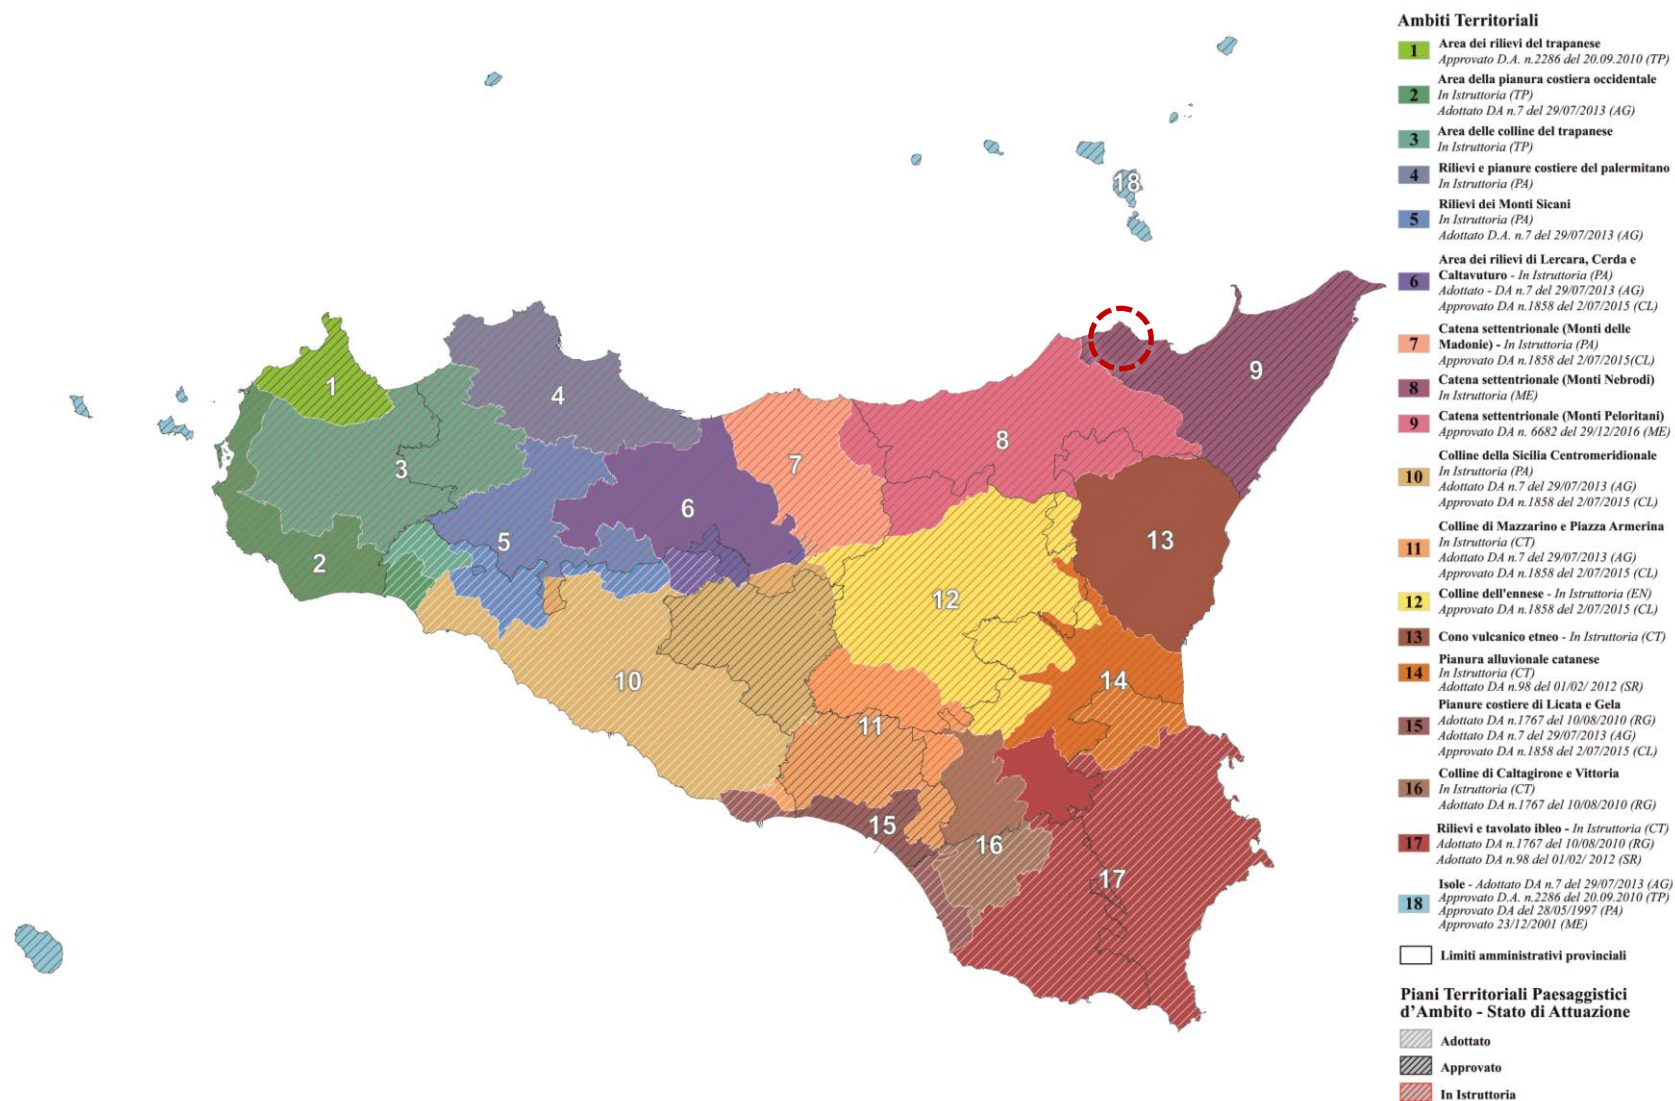 Ambiti Territoriali
1 Area dei rilievi del trapanese
Approvato D.A. n.2286 del 20.09.2010 (TP)
Area della pianura costiera occidentale
2 In Istruttoria (TP)
Adottato DA n.7 del 29/07/2013 (AG)
3 Area delle colline del trapanese
In Istruttoria (TP)
4 Rilievi e pianure costiere del palermitano
In Istruttoria (PA)
Rilievi dei Monti Sicani
5 In Istruttoria (PA)
Adottato D.A. n.7 del 29/07/2013 (AG)
Area dei rilievi di Lercara, Cerda e
Caltavuturo - In Istruttoria (PA)
6 Adottato - DA n.7 29/07/2013 (AG)
Approvato DA n.1858 del 2/07/2015 (CL)
Catena settentrionale (Monti delle
7 Madonie) - In Istruttoria (PA)
Approvato DA n.1858 del 2/07/2015(CL)
8 Catena settentrionale (Monti Nebrodi)
In Istruttoria (ME)
9 Catena settentrionale (Monti Peloritani)
Approvato DA n. 6682 del 29/12/2016 (ME)
Colline della Sicilia Centromeridionale
10 In Istruttoria (PA)
Adottato DA n.7 del 29/07/2013 (AG)
Approvato DA n.1858 del 2/07/2015 (CL)
Colline di Mazzarino e Piazza Armerina
11 In Istruttoria (CT)
Adottato DA n.7 del 29/07/2013 (AG)
Approvato DA n.1858 del 2/07/2015 (CL)
12 Colline dell'ennese - In Istruttoria (EN)
Approvato DA n.1858 del 2/07/2015 (CL)
13 Cono vulcanico etneo - In Istruttoria (CT)
Pianura alluvionale catanese
14 In Istruttoria (CT)
Adottato DA n.98 del 01/02/ 2012 (SR)
Pianure costiere di Licata e Gela
15 Adottato DA n.1767 del 10/08/2010 (RG)
Adottato DA n.7 del 29/07/2013 (AG)
Approvato DA n.1858 del 2/07/2015 (CL)
Colline di Caltagirone e Vittoria
16 In Istruttoria (CT)
Adottato DA n.1767 del 10/08/2010 (RG)
Rilievi e tavolato ibleo - In Istruttoria (CT)
17 Adottato DA n.1767 del 10/08/2010 (RG)
Adottato DA n.98 del 01/02/ 2012 (SR)
Isole - Adottato DA n.7 del 29/07/2013 (AG)
Approvato D.A. n.2286 del 20.09.2010 (TP)
18 Approvato DA del 28/05/1997 (PA)
Approvato 23/12/2001 (ME)
Limiti amministrativi provinciali
Piani Territoriali Paesaggistici
d'Ambito - Stato di Attuazione
Adottato
Approvato
In Istruttoria
18
1
9
4
8
3
7
6
5
13
2
12
10
14
11
15
16
17